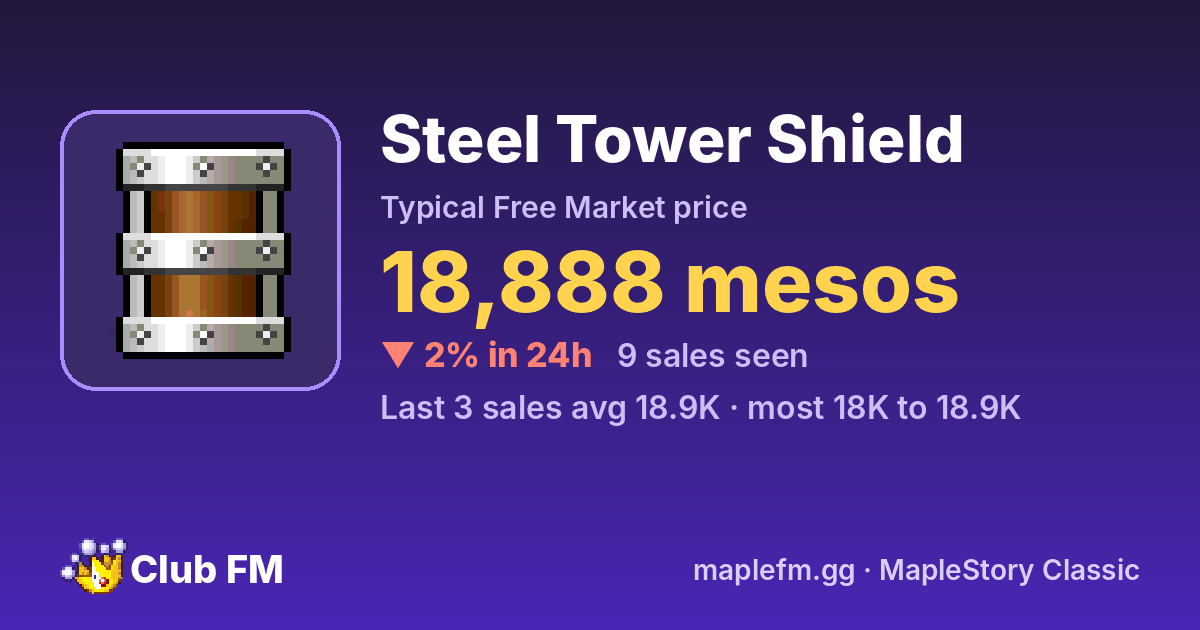 Steel Tower Shield
Typical Free Market price
18,888 mesos
▼ 2% in 24h 9 sales seen
Last 3 sales avg 18.9K · most 18K to 18.9K
Club FM
maplefm.gg · MapleStory Classic